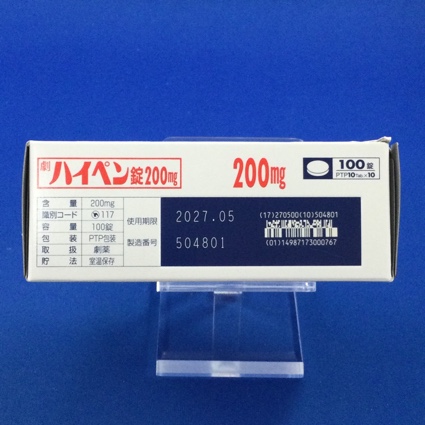 劇 ハイペン錠200mg
200mg
100錠
PTP10Tab.×10
含量 200mg
識別コード 117
容量 100錠
包装 PTP包装
取扱 劇薬
貯法 室温保存
使用期限 2027.05
製造番号 504801
(17)270500(10)504801
(01)14987173000767